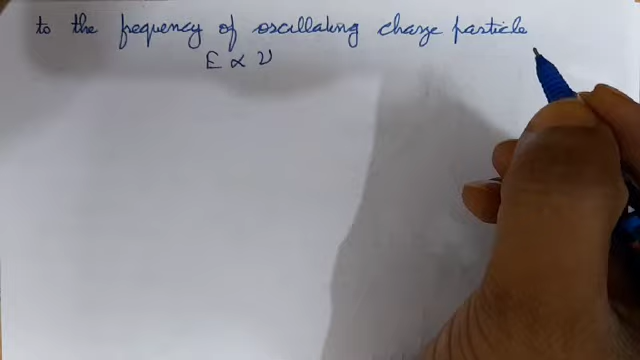 to the frequency of oscillating charge particle
E ∝ ν